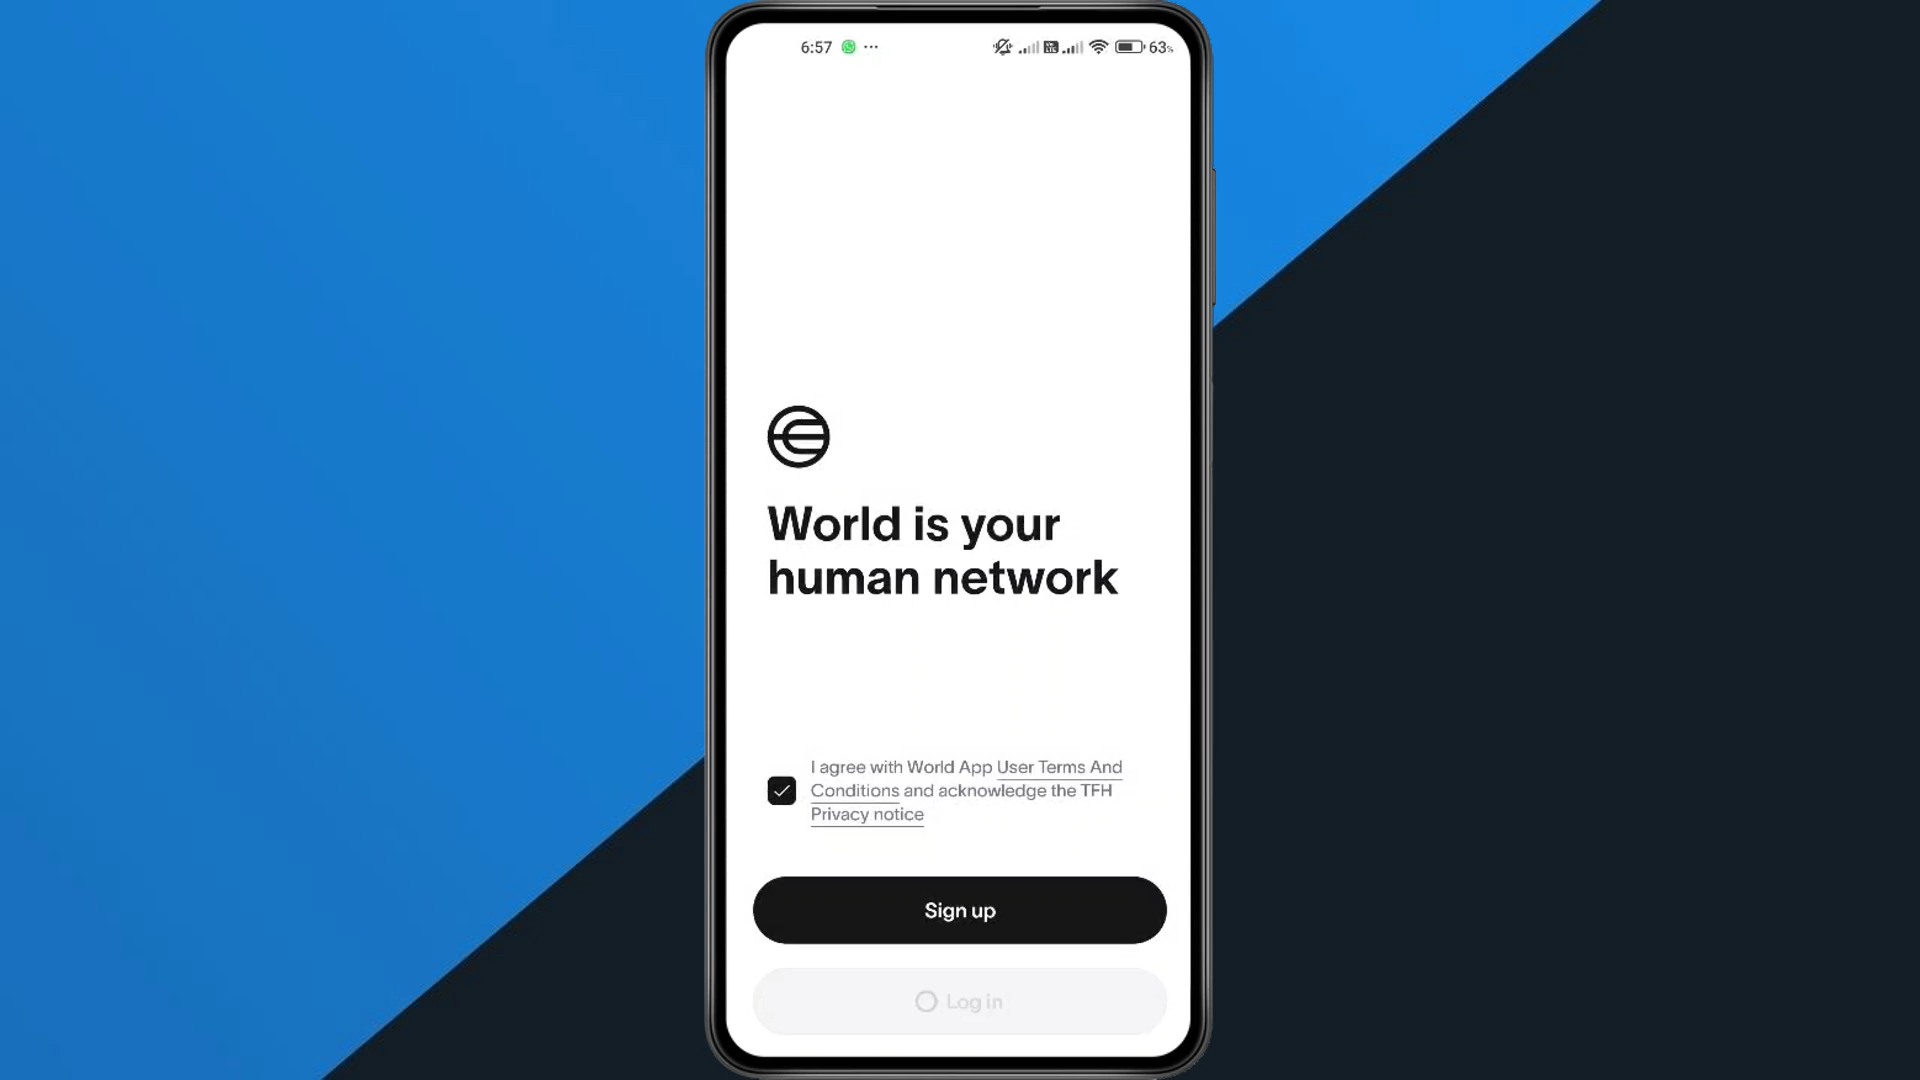 6:57 ··· 63%
World is your
human network
I agree with World App User Terms And
Conditions and acknowledge the TFH
Privacy notice
Sign up
Log in